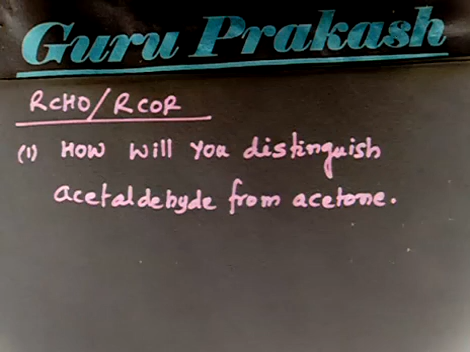 Guru Prakash
RCHO/RCOR
(1) How will you distinguish
acetaldehyde from acetone.